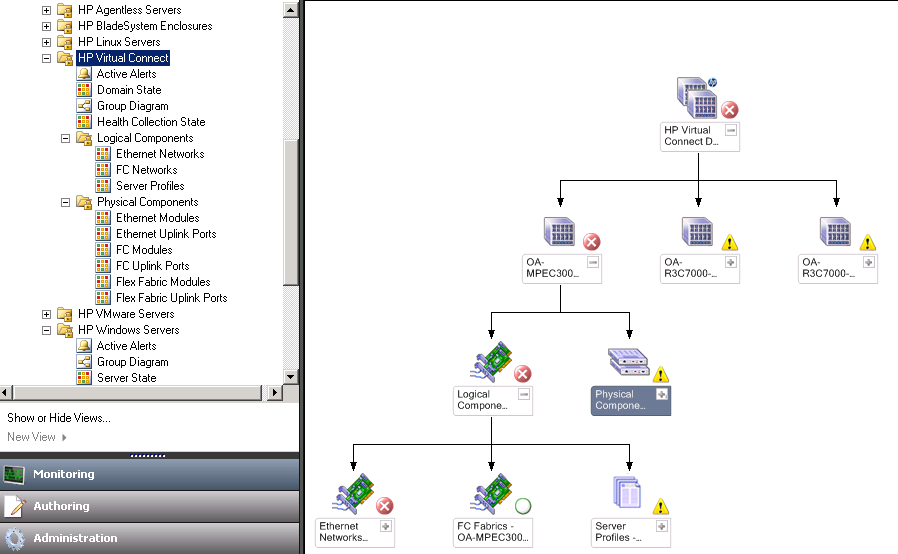 HP Agentless Servers
HP BladeSystem Enclosures
HP Linux Servers
HP Virtual Connect
Active Alerts
Domain State
Group Diagram
Health Collection State
Logical Components
Ethernet Networks
FC Networks
Server Profiles
Physical Components
Ethernet Modules
Ethernet Uplink Ports
FC Modules
FC Uplink Ports
Flex Fabric Modules
Flex Fabric Uplink Ports
HP VMware Servers
HP Windows Servers
Active Alerts
Group Diagram
Server State
Show or Hide Views...
New View
Monitoring
Authoring
Administration
HP Virtual
Connect D...
OA-
MPEC300...
OA-
R3C7000-...
OA-
R3C7000-...
Logical
Compone...
Physical
Compone...
Ethernet
Networks...
FC Fabrics -
OA-MPEC300...
Server
Profiles -...